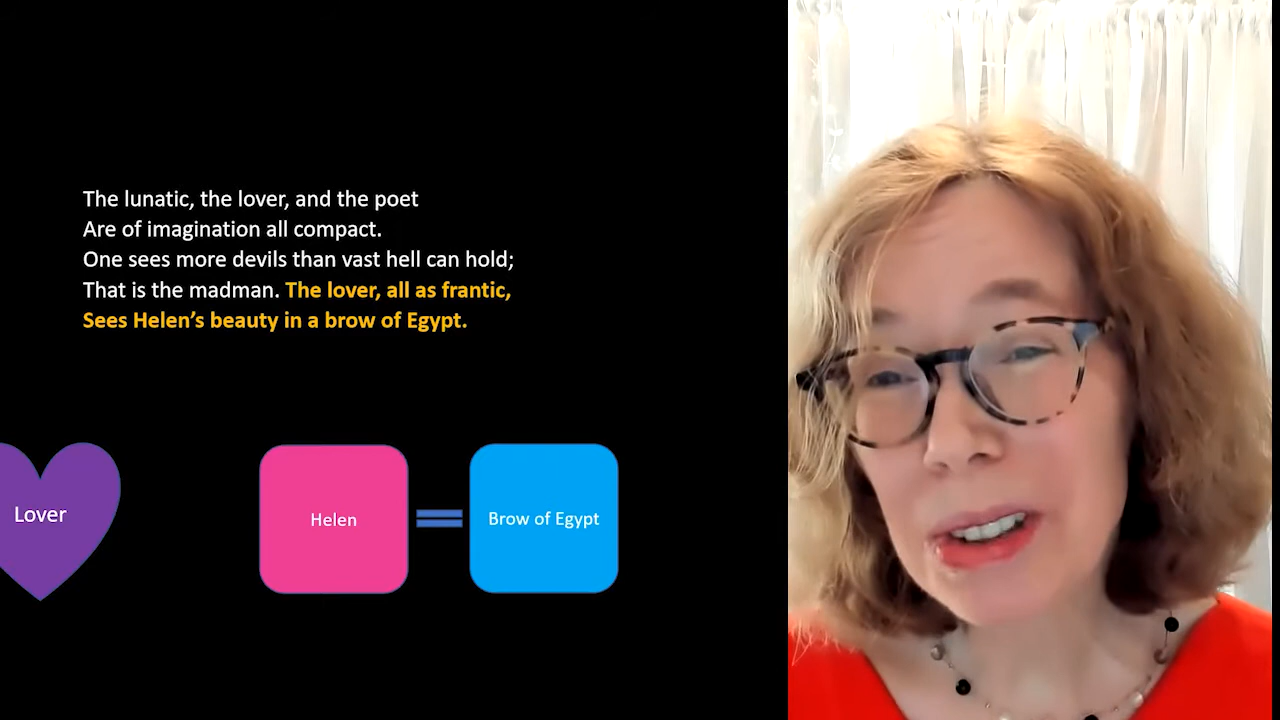 The lunatic, the lover, and the poet
Are of imagination all compact.
One sees more devils than vast hell can hold;
That is the madman. The lover, all as frantic,
Sees Helen’s beauty in a brow of Egypt.
Lover
Helen
Brow of Egypt